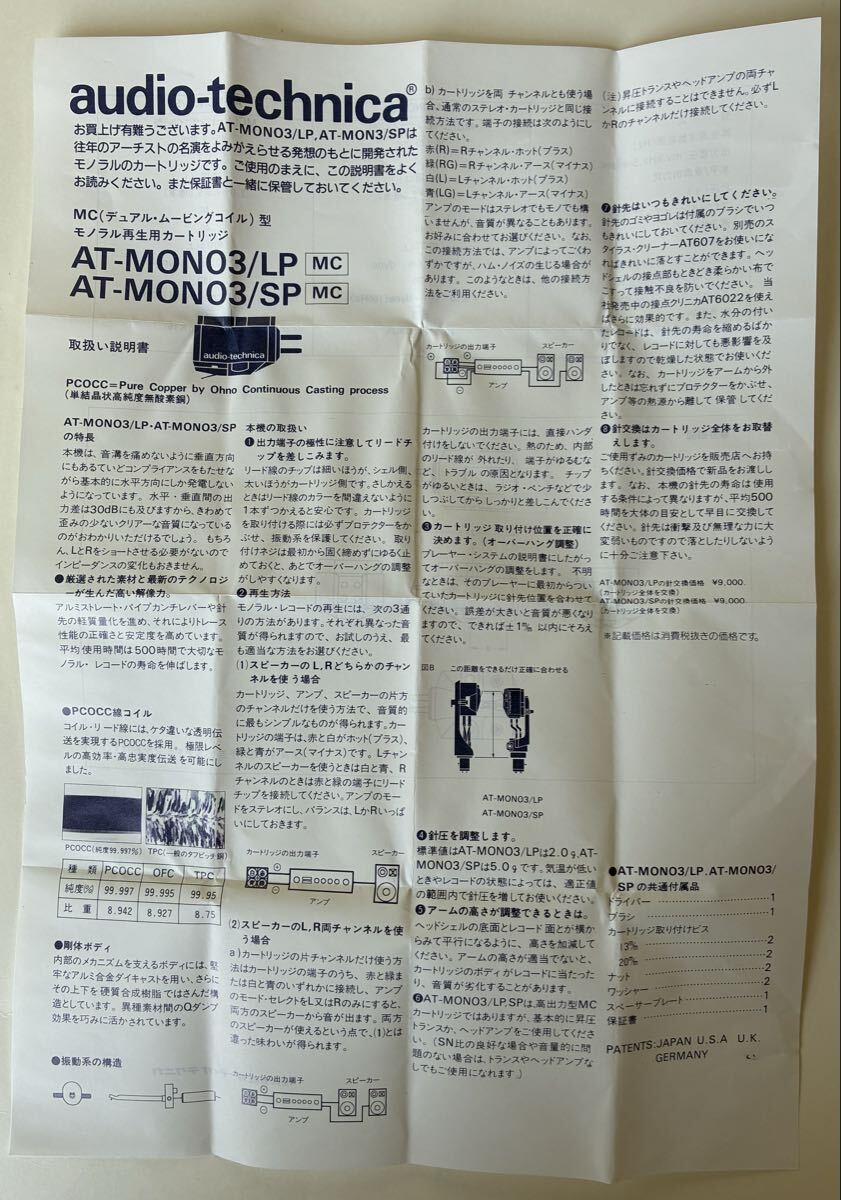 audio-technica®
お買上げ有難うございます。AT-MONO3/LP,AT-MON3/SPは
往年のアーチストの名演をよみがえらせる発想のもとに開発された
モノラルのカートリッジです。ご使用のまえに、この説明書をよく
お読みください。また保証書と一緒に保管しておいてください。
MC(デュアル・ムービングコイル)型
モノラル再生用カートリッジ
AT-MONO3/LP MC
AT-MONO3/SP MC
取扱い説明書
audio-technica
PCOCC=Pure Copper by Ohno Continuous Casting process
(単結晶状高純度無酸素銅)
AT-MONO3/LP・AT-MONO3/SP
の特長
本機は、音溝を痛めないように垂直方向
にもあるていどコンプライアンスをもたせな
がら基本的に水平方向にしか発電しない
ようになっています。水平・垂直間の出
力差は30dBにも及びますから、きわめて
歪みの少ないクリアーな音質になっている
のがおわかりいただけるでしょう。もちろ
ん、LとRをショートさせる必要がないので
インピーダンスの変化もおきません。
●厳選された素材と最新のテクノロジ
ーが生んだ高い解像力。
アルミストレート・パイプカンチレバーや針
先の軽質量化を進め、それによりトレース
性能の正確さと安定度を高めています。
平均使用時間は500時間で大切なモ
ノラル・レコードの寿命を伸ばします。
●PCOCC線コイル
コイル・リード線には、ケタ違いな透明伝
送を実現するPCOCCを採用。極限レベ
ルの高効率・高忠実度伝送を可能にし
ました。
PCOCC(純度99.997%) TPC(一般のタフピッチ銅)
種 類 PCOCC OFC TPC
純度(%) 99.997 99.995 99.95
比 重 8.942 8.927 8.75
●剛体ボディ
内部のメカニズムを支えるボディには、堅
牢なアルミ合金ダイキャストを用い、さらに
その上下を硬質合成樹脂ではさんだ構
造としています。異種素材間のQダンプ
効果を巧みに活かされています。
●振動系の構造
本機の取扱い
❶出力端子の極性に注意してリードチ
ップを差しこみます。
リード線のチップは細いほうが、シェル側、
太いほうがカートリッジ側です。さしかえる
ときはリード線のカラーを間違えないように
1本ずつかえると安心です。カートリッジ
を取り付ける際には必ずプロテクターをか
ぶせ、振動系を保護してください。取り
付けネジは最初から固く締めずにゆるく止
めておくと、あとでオーバーハングの調整
がしやすくなります。
❷再生方法
モノラル・レコードの再生には、次の3通
りの方法があります。それぞれ異なった音
質が得られますので、お試しのうえ、最
も適当な方法をお選びください。
(1)スピーカーのL,Rどちらかのチャン
ネルを使う場合
カートリッジ、アンプ、スピーカーの片方
のチャンネルだけを使う方法で、音質的
に最もシンプルなものが得られます。カー
トリッジの端子は、赤と白がホット(プラス)、
緑と青がアース(マイナス)です。Lチャン
ネルのスピーカーを使うときは白と青、R
チャンネルのときは赤と緑の端子にリード
チップを接続してください。アンプのモー
ドをステレオにし、バランスは、LかRいっぱ
いにしておきます。
カートリッジの出力端子 スピーカー
アンプ
(2)スピーカーのL,R両チャンネルを使
う場合
a)カートリッジの片チャンネルだけ使う方
法はカートリッジの端子のうち、赤と緑ま
たは白と青のいずれかに接続し、アンプ
のモード・セレクトをL又はRのみにすると、
両方のスピーカーから音が出ます。両方
のスピーカーが使えるという点で、(1)とは
違った味わいが得られます。
カートリッジの出力端子 スピーカー
アンプ
b)カートリッジを両チャンネルとも使う場
合、通常のステレオ・カートリッジと同じ接
続方法です。端子の接続は次のようにし
てください。
赤(R)=Rチャンネル・ホット(プラス)
緑(RG)=Rチャンネル・アース(マイナス)
白(L)=Lチャンネル・ホット(プラス)
青(LG)=Lチャンネル・アース(マイナス)
アンプのモードはステレオでもモノでも構
いませんが、音質が異なることもあります。
お好みに合わせてお選びください。なお、
この接続方法では、アンプによってごくわ
ずかですが、ハム・ノイズの生じる場合が
あります。このようなときは、他の接続方
法をご利用ください。
カートリッジの出力端子 スピーカー
アンプ
カートリッジの出力端子には、直接ハンダ
付けをしないでください。熱のため、内部
のリード線が外れたり、端子がゆるむな
ど、トラブルの原因となります。チップ
がゆるいときは、ラジオ・ペンチなどで少
しつぶしてからしっかりと差しこんでくださ
い。
❸カートリッジ取り付け位置を正確に
決めます。(オーバーハング調整)
プレーヤー・システムの説明書にしたがっ
てオーバーハングの調整をします。不明
なときは、そのプレーヤーに最初からつい
ていたカートリッジに針先位置を合わせて
ください。誤差が大きいと音質が悪くなり
ますので、できれば±1㎜以内にそろえ
てください。
図B この距離をできるだけ正確に合わせる
AT-MONO3/LP
AT-MONO3/SP
❹針圧を調整します。
標準値はAT-MONO3/LPは2.0g、AT-
MONO3/SPは5.0gです。気温が低い
ときやレコードの状態によっては、適正値
の範囲内で針圧を増してお使いください。
❺アームの高さが調整できるときは。
ヘッドシェルの底面とレコード面とが横か
らみて平行になるように、高さを加減して
ください。アームの高さが適当でないと、
カートリッジのボディがレコードに当たった
り、音質が劣化することがあります。
❻AT-MONO3/LP,SPは、高出力型MC
カートリッジではありますが、基本的に昇圧
トランスか、ヘッドアンプをご使用してくださ
い。(SN比の良好な場合や音量的に問
題のない場合は、トランスやヘッドアンプな
しでもご使用になれます。)
(注)昇圧トランスやヘッドアンプの両チャ
ンネルに接続することはできません。必ずL
かRのチャンネルだけ接続してください。
❼針先はいつもきれいにしてください。
針先のゴミやヨゴレは付属のブラシでいつ
もきれいにしておいてください。別売のス
タイラス・クリーナーAT607をお使いにな
ればきれいに落とすことができます。ヘッ
ドシェルの接点部もときどき柔らかい布で
こすって接触不良を防いでください。当
社発売中の接点クリニカAT6022を使え
ばさらに効果的です。また、水分の付い
たレコードは、針先の寿命を縮めるばか
りでなく、レコードに対しても悪影響を及
ぼしますので乾燥した状態でお使いくださ
い。なお、カートリッジをアームから外
したときは忘れずにプロテクターをかぶせ、
アンプ等の熱源から離して保管してくだ
さい。
❽針交換はカートリッジ全体をお取替
えします。
ご使用ずみのカートリッジを販売店へお持
ちください。針交換価格で新品をお渡しし
ます。なお、本機の針先の寿命は使用
する条件によって異なりますが、平均500
時間を大体の目安として早目に交換して
ください。針先は衝撃及び無理な力に大
変弱いものですので落としたりしないよう
に十分ご注意下さい。
AT-MONO3/LPの針交換価格 ¥9,000.
(カートリッジ全体を交換)
AT-MONO3/SPの針交換価格 ¥9,000.
(カートリッジ全体を交換)
※記載価格は消費税抜きの価格です。
●AT-MONO3/LP.AT-MONO3/
SPの共通付属品
ドライバー 1
ブラシ 1
カートリッジ取り付けビス
13㎜ 2
20㎜ 2
ナット 2
ワッシャー 2
スペーサープレート 1
保証書 1
PATENTS:JAPAN U.S.A U.K.
GERMANY